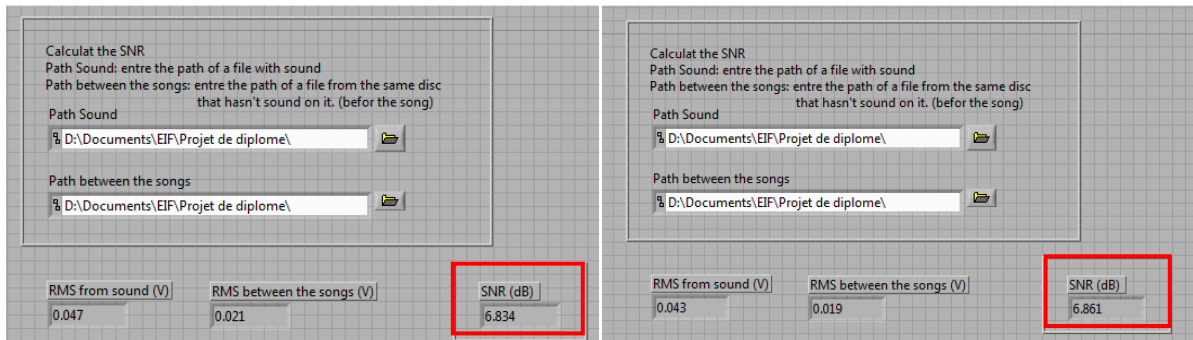 Calculat the SNR
Path Sound: entre the path of a file with sound
Path between the songs: entre the path of a file from the same disc
that hasn't sound on it. (befor the song)
Path Sound
D:\Documents\EIF\Projet de diplome\
Path between the songs
D:\Documents\EIF\Projet de diplome\
RMS from sound (V)
0.047
RMS between the songs (V)
0.021
SNR (dB)
6.834
Calculat the SNR
Path Sound: entre the path of a file with sound
Path between the songs: entre the path of a file from the same disc
that hasn't sound on it. (befor the song)
Path Sound
D:\Documents\EIF\Projet de diplome\
Path between the songs
D:\Documents\EIF\Projet de diplome\
RMS from sound (V)
0.043
RMS between the songs (V)
0.019
SNR (dB)
6.861